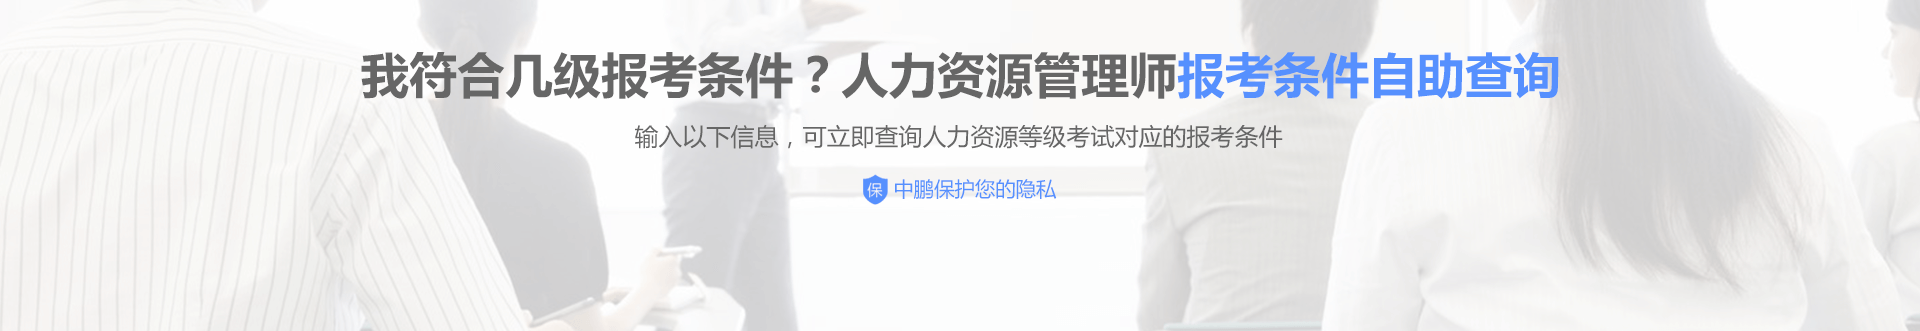 我符合几级报考条件？人力资源管理师报考条件自助查询
输入以下信息，可立即查询人力资源等级考试对应的报考条件
保 中鹏保护您的隐私